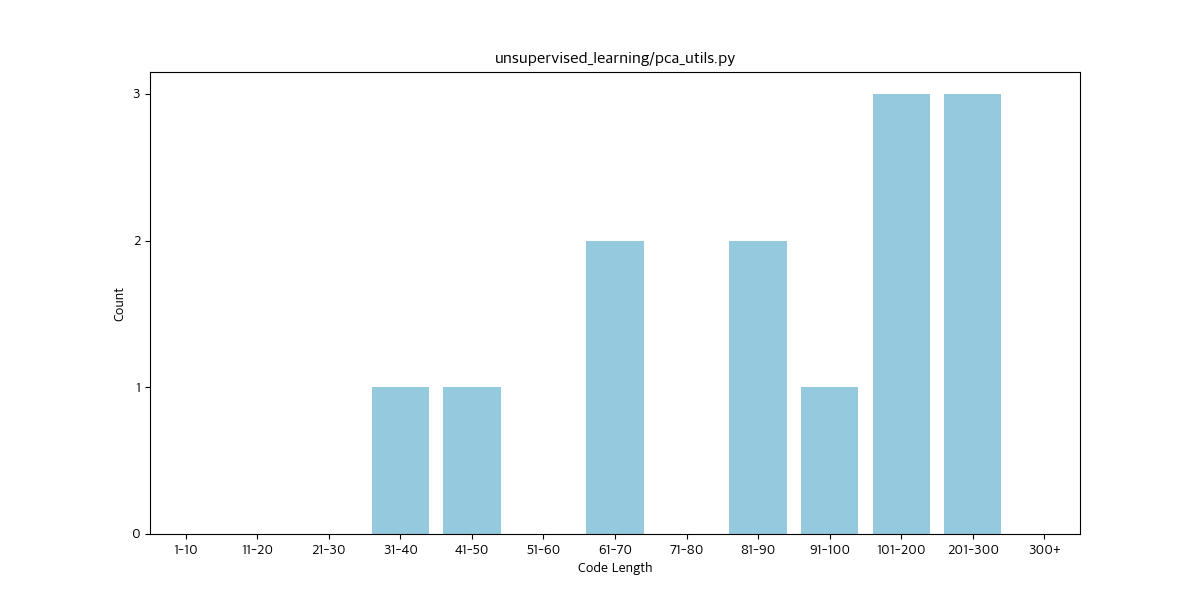 unsupervised_learning/pca_utils.py
3
2
1
0
Count
1-10 11-20 21-30 31-40 41-50 51-60 61-70 71-80 81-90 91-100 101-200 201-300 300+
Code Length